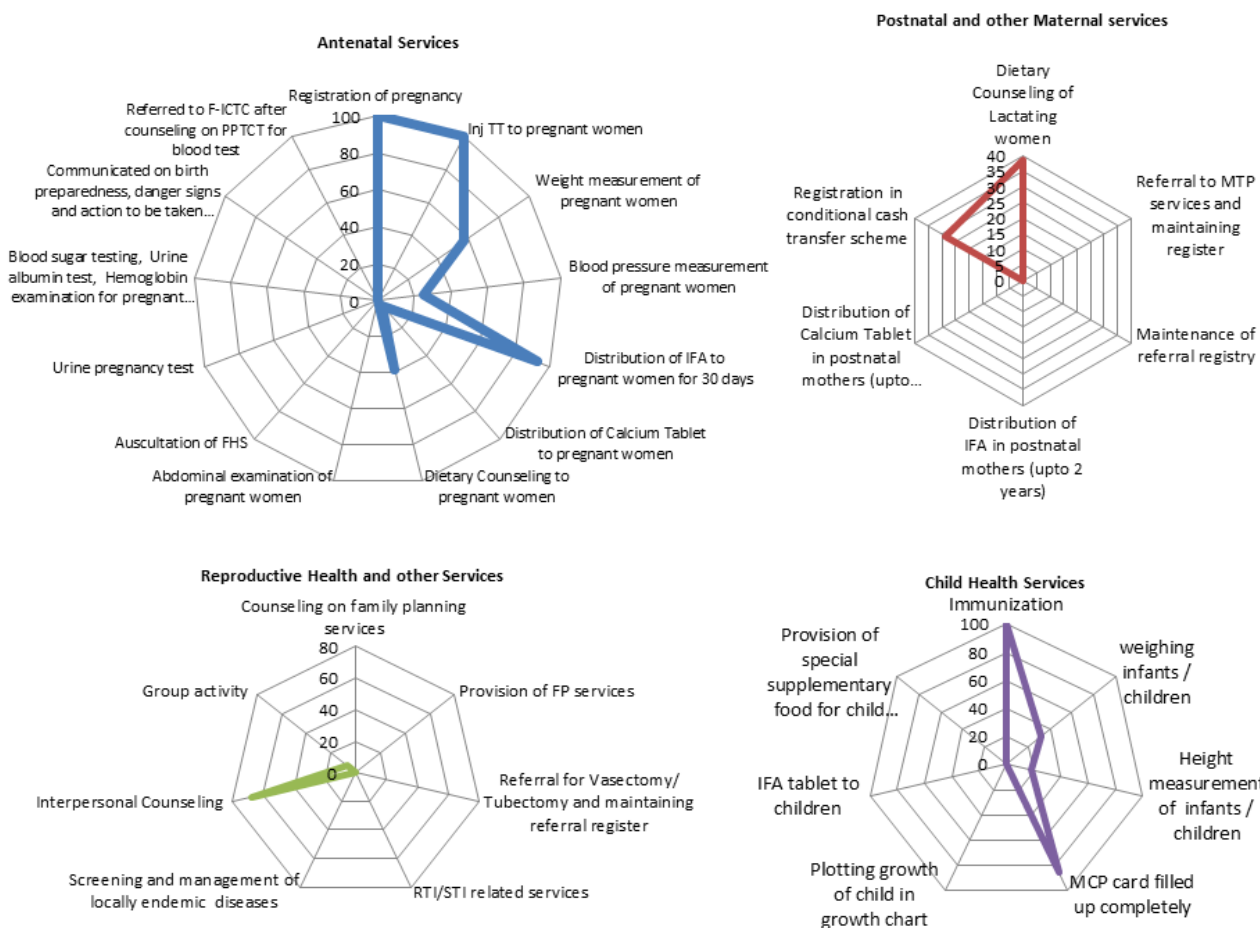 Antenatal Services
Registration of pregnancy
Inj TT to pregnant women
Weight measurement of
pregnant women
Blood pressure measurement
of pregnant women
Distribution of IFA to
pregnant women for 30 days
Distribution of Calcium Tablet
to pregnant women
Dietary Counseling to
pregnant women
Abdominal examination of
pregnant women
Auscultation of FHS
Urine pregnancy test
Blood sugar testing, Urine
albumin test, Hemoglobin
examination for pregnant...
Communicated on birth
preparedness, danger signs
and action to be taken...
Referred to F-ICTC after
counseling on PPTCT for
blood test
100
80
60
40
20
0
Postnatal and other Maternal services
Dietary
Counseling of
Lactating
women
Referral to MTP
services and
maintaining
register
Maintenance of
referral registry
Distribution of
IFA in postnatal
mothers (upto 2
years)
Distribution of
Calcium Tablet
in postnatal
mothers (upto...
Registration in
conditional cash
transfer scheme
40
35
30
25
20
15
10
5
0
Reproductive Health and other Services
Counseling on family planning
services
Provision of FP services
Referral for Vasectomy/
Tubectomy and maintaining
referral register
RTI/STI related services
Screening and management of
locally endemic diseases
Interpersonal Counseling
Group activity
80
60
40
20
0
Child Health Services
Immunization
weighing
infants /
children
Height
measurement
of infants /
children
MCP card filled
up completely
Plotting growth
of child in
growth chart
IFA tablet to
children
Provision of
special
supplementary
food for child...
100
80
60
40
20
0